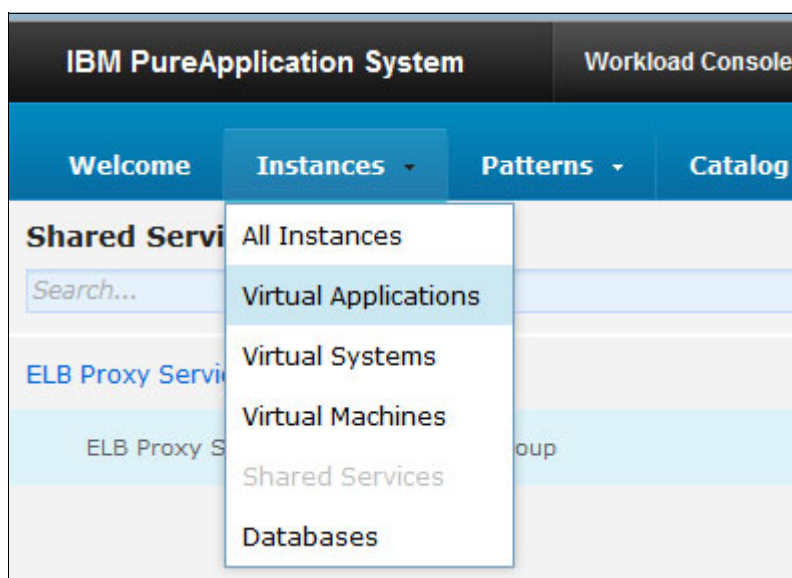 IBM PureApplication System Workload Console
Welcome Instances Patterns Catalog
Shared Servi
All Instances
Search...
Virtual Applications
Virtual Systems
ELB Proxy Servi
Virtual Machines
ELB Proxy S oup
Shared Services
Databases